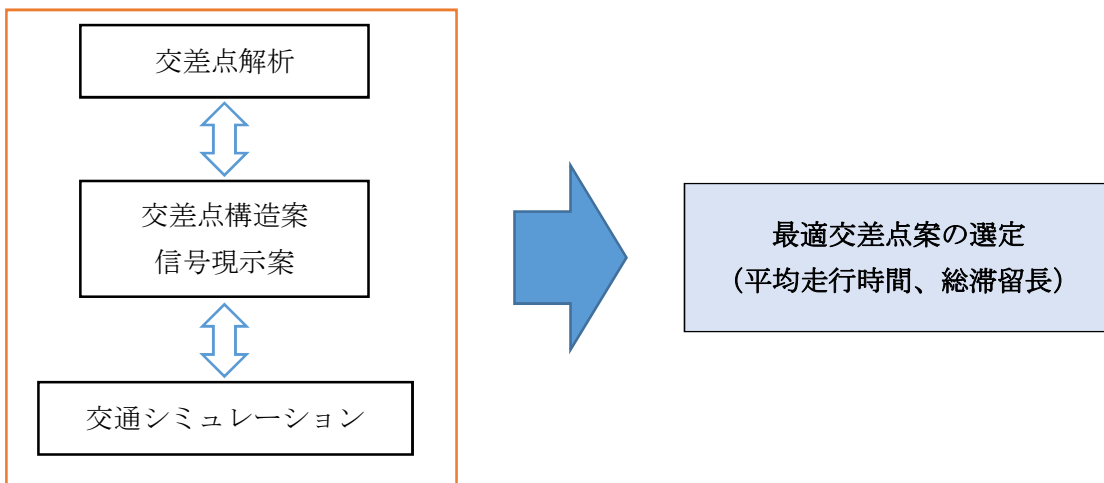 交差点解析
交差点構造案
信号現示案
交通シミュレーション
最適交差点案の選定
（平均走行時間、総滞留長）